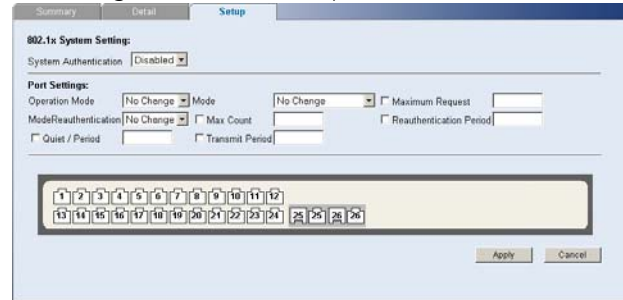 Summary Detail Setup
802.1x System Setting:
System Authentication Disabled
Port Settings:
Operation Mode No Change Mode No Change Maximum Request
ModeReauthentication No Change Max Count Reauthentication Period
Quiet / Period Transmit Period
1 2 3 4 5 6 7 8 9 10 11 12
13 14 15 16 17 18 19 20 21 22 23 24 25 25 26 26
Apply Cancel